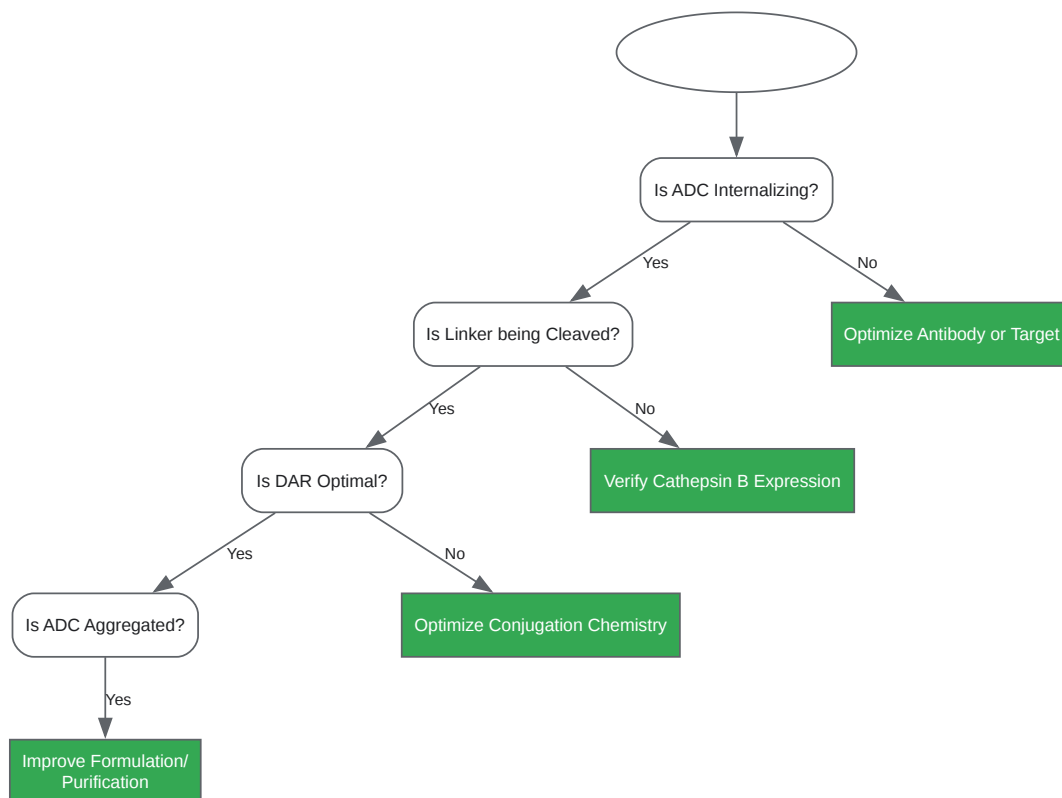 Is ADC Internalizing?
Yes
No
Is Linker being Cleaved?
Optimize Antibody or Target
Yes
No
Is DAR Optimal?
Verify Cathepsin B Expression
Yes
No
Is ADC Aggregated?
Optimize Conjugation Chemistry
Yes
Improve Formulation/
Purification